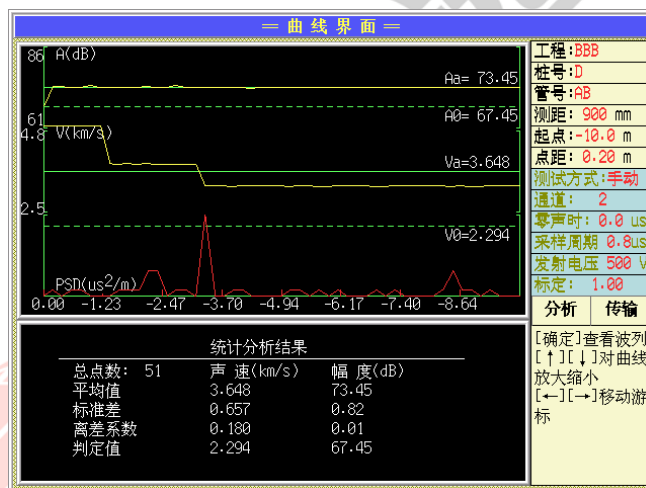 = 曲 线 界 面 =
86 A(dB)
Aa= 73.45
A0= 67.45
61
4.8 V(km/s)
Va=3.648
2.5
V0=2.294
PSD(us²/m)
0.00 -1.23 -2.47 -3.70 -4.94 -6.17 -7.40 -8.64
统计分析结果
总点数: 51 声 速(km/s) 幅 度(dB)
平均值 3.648 73.45
标准差 0.657 0.82
离差系数 0.180 0.01
判定值 2.294 67.45
工程:BBB
桩号:D
管号:AB
测距: 900 mm
起点:-10.0 m
点距: 0.20 m
测试方式:手动
通道: 2
零声时: 0.0 us
采样周期 0.8us
发射电压 500 V
标定: 1.00
分析 传输
[确定]查看波列
[↑][↓]对曲线
放大缩小
[←][→]移动游
标